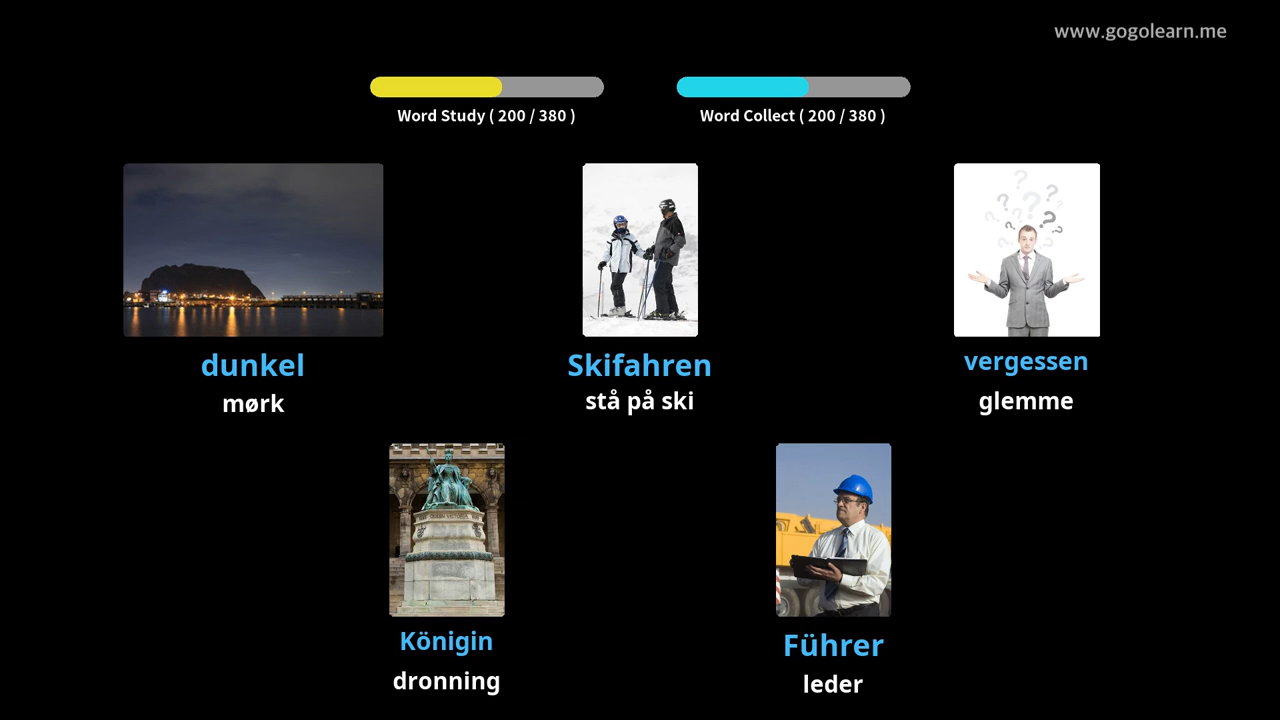 www.gogolearn.me
Word Study ( 200 / 380 )
Word Collect ( 200 / 380 )
dunkel
mørk
Skifahren
stå på ski
vergessen
glemme
Königin
dronning
Führer
leder